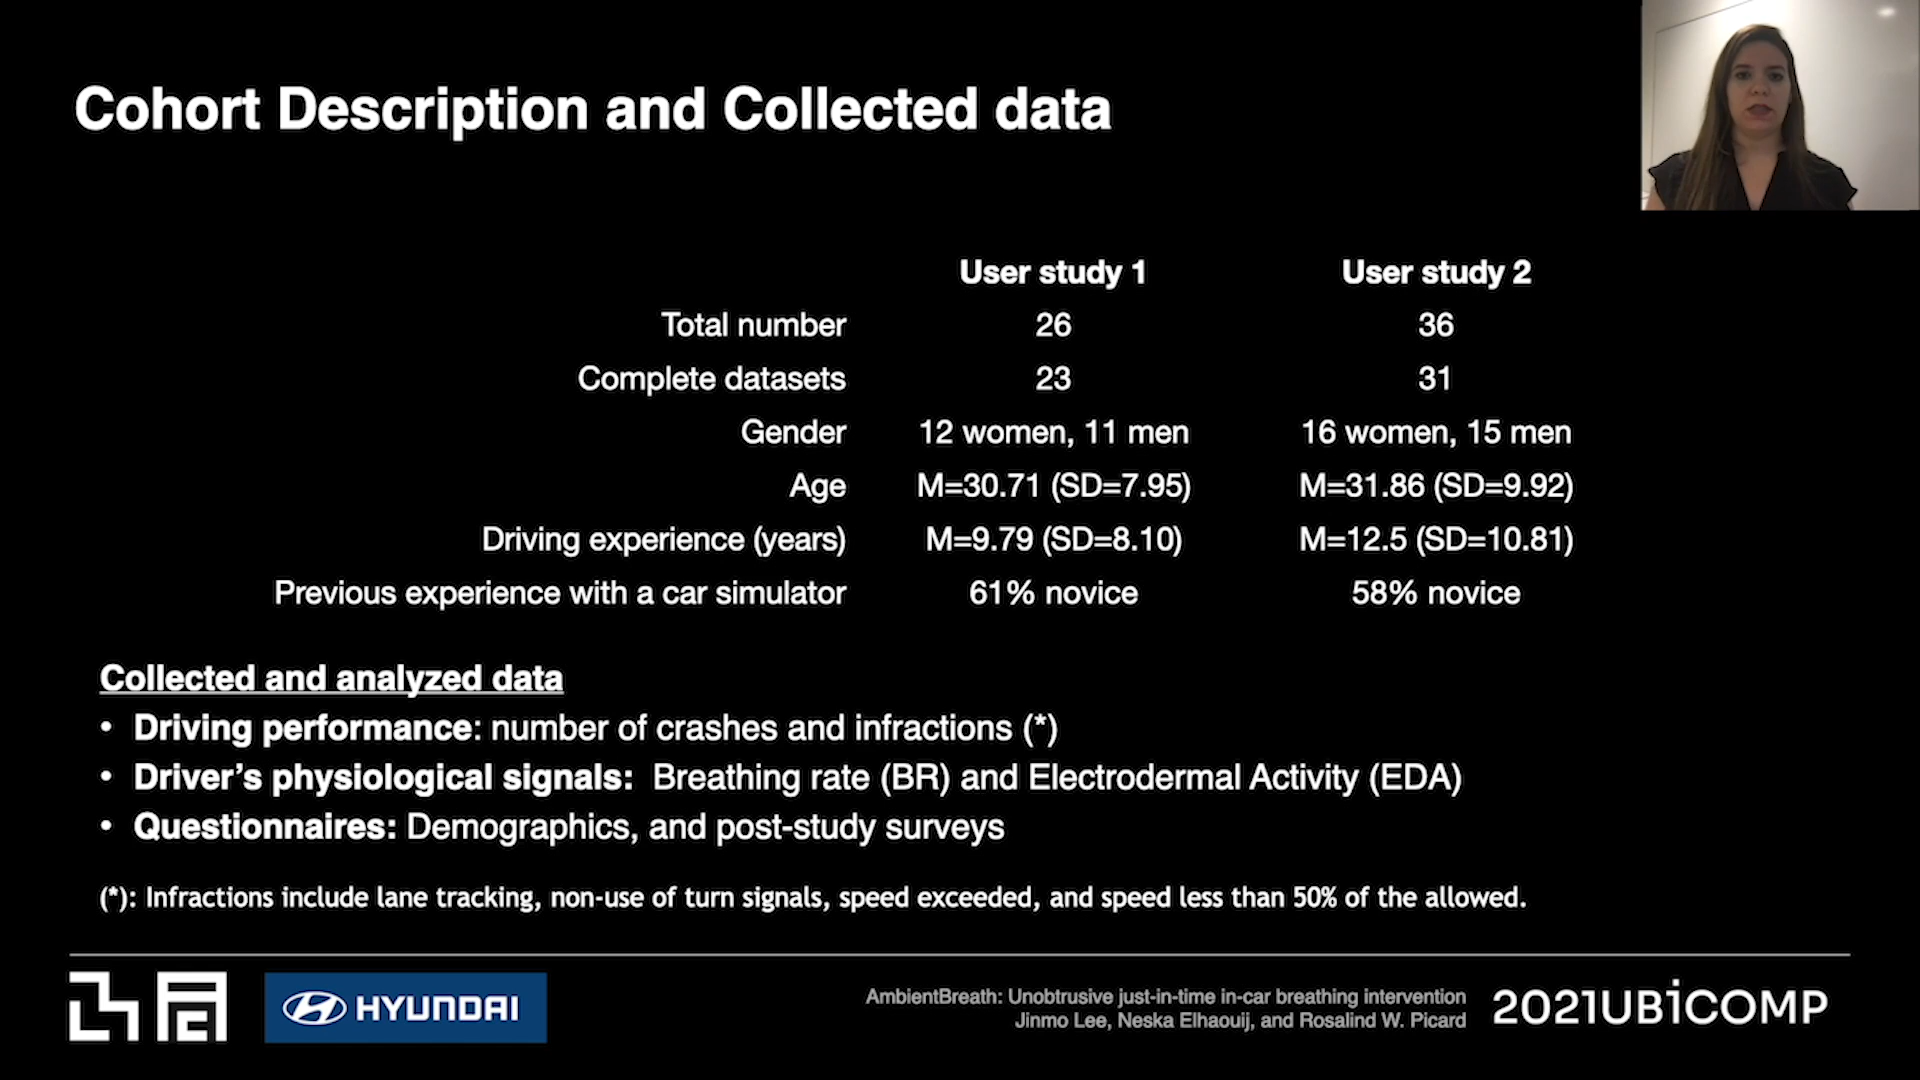 Cohort Description and Collected data
User study 1 User study 2
Total number 26 36
Complete datasets 23 31
Gender 12 women, 11 men 16 women, 15 men
Age M=30.71 (SD=7.95) M=31.86 (SD=9.92)
Driving experience (years) M=9.79 (SD=8.10) M=12.5 (SD=10.81)
Previous experience with a car simulator 61% novice 58% novice
Collected and analyzed data
• Driving performance: number of crashes and infractions (*)
• Driver’s physiological signals: Breathing rate (BR) and Electrodermal Activity (EDA)
• Questionnaires: Demographics, and post-study surveys
(*): Infractions include lane tracking, non-use of turn signals, speed exceeded, and speed less than 50% of the allowed.
HYUNDAI
AmbientBreath: Unobtrusive just-in-time in-car breathing intervention
Jinmo Lee, Neska Elhaouij, and Rosalind W. Picard
2021UBiCOMP